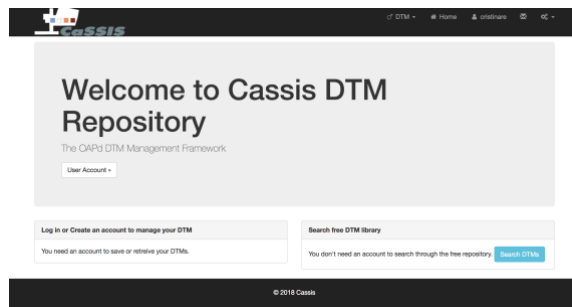 CaSSIS
DTM
Home
cristinare
Welcome to Cassis DTM
Repository
The OAPd DTM Management Framework
User Account »
Log in or Create an account to manage your DTM
You need an account to save or retreive your DTMs.
Search free DTM library
You don't need an account to search through the free repository. Search DTMs
© 2018 Cassis